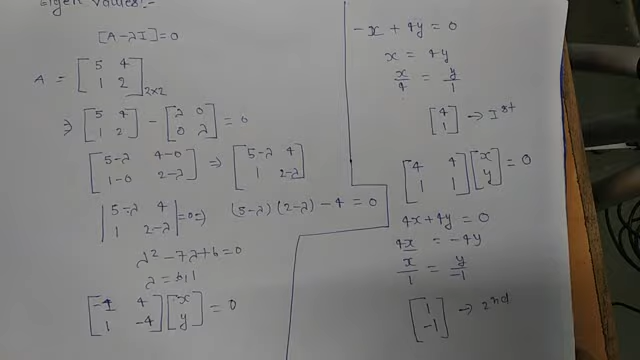 Eigen Values:-
[A-λI]=0
A = [5 4
1 2]2×2
⇒ [5 4
1 2] - [λ 0
0 λ] = 0
[5-λ 4-0
1-0 2-λ] ⇒ [5-λ 4
1 2-λ]
|5-λ 4
1 2-λ| =0⇒ (5-λ)(2-λ) - 4 = 0
λ² - 7λ + 6 = 0
λ = 6,1
[-1 4
1 -4] [x
y] = 0
-x + 4y = 0
x = 4y
x/4 = y/1
[4
1] → Ist
[4 4
1 1] [x
y] = 0
4x + 4y = 0
4x = -4y
x/1 = y/-1
[1
-1] → 2nd